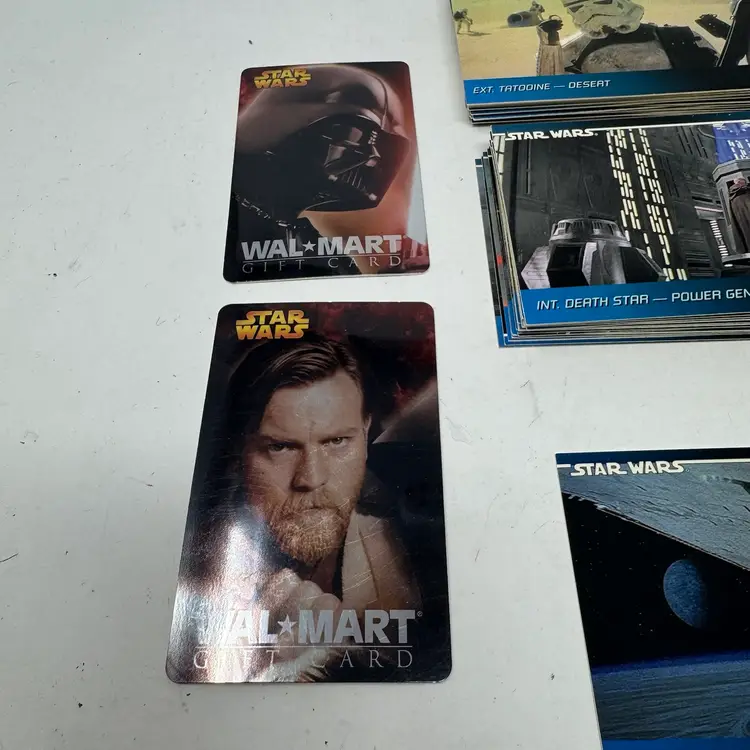 STAR
WARS
WAL★MART
GIFT CARD
STAR
WARS
WAL★MART®
GIFT CARD
EXT. TATOOINE — DESERT
STAR WARS
INT. DEATH STAR — POWER GEN
STAR WARS